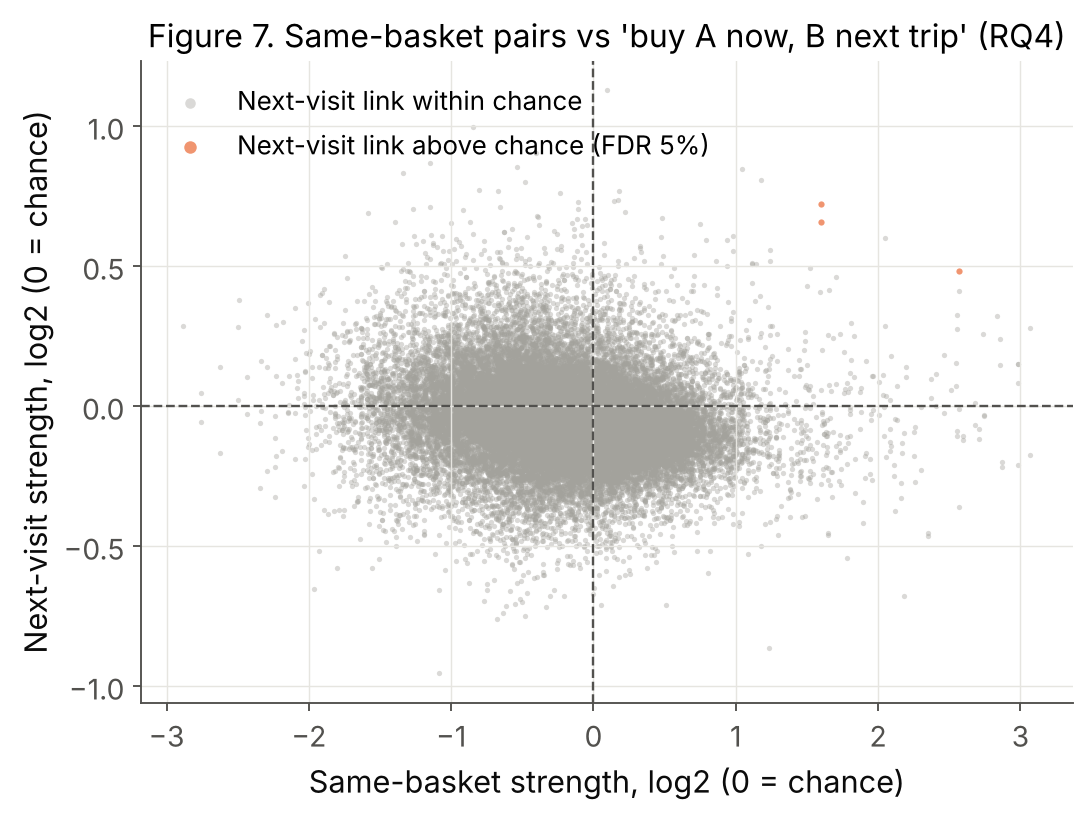 Figure 7. Same-basket pairs vs 'buy A now, B next trip' (RQ4)
Next-visit link within chance
Next-visit link above chance (FDR 5%)
Next-visit strength, log2 (0 = chance)
1.0
0.5
0.0
−0.5
−1.0
−3 −2 −1 0 1 2 3
Same-basket strength, log2 (0 = chance)